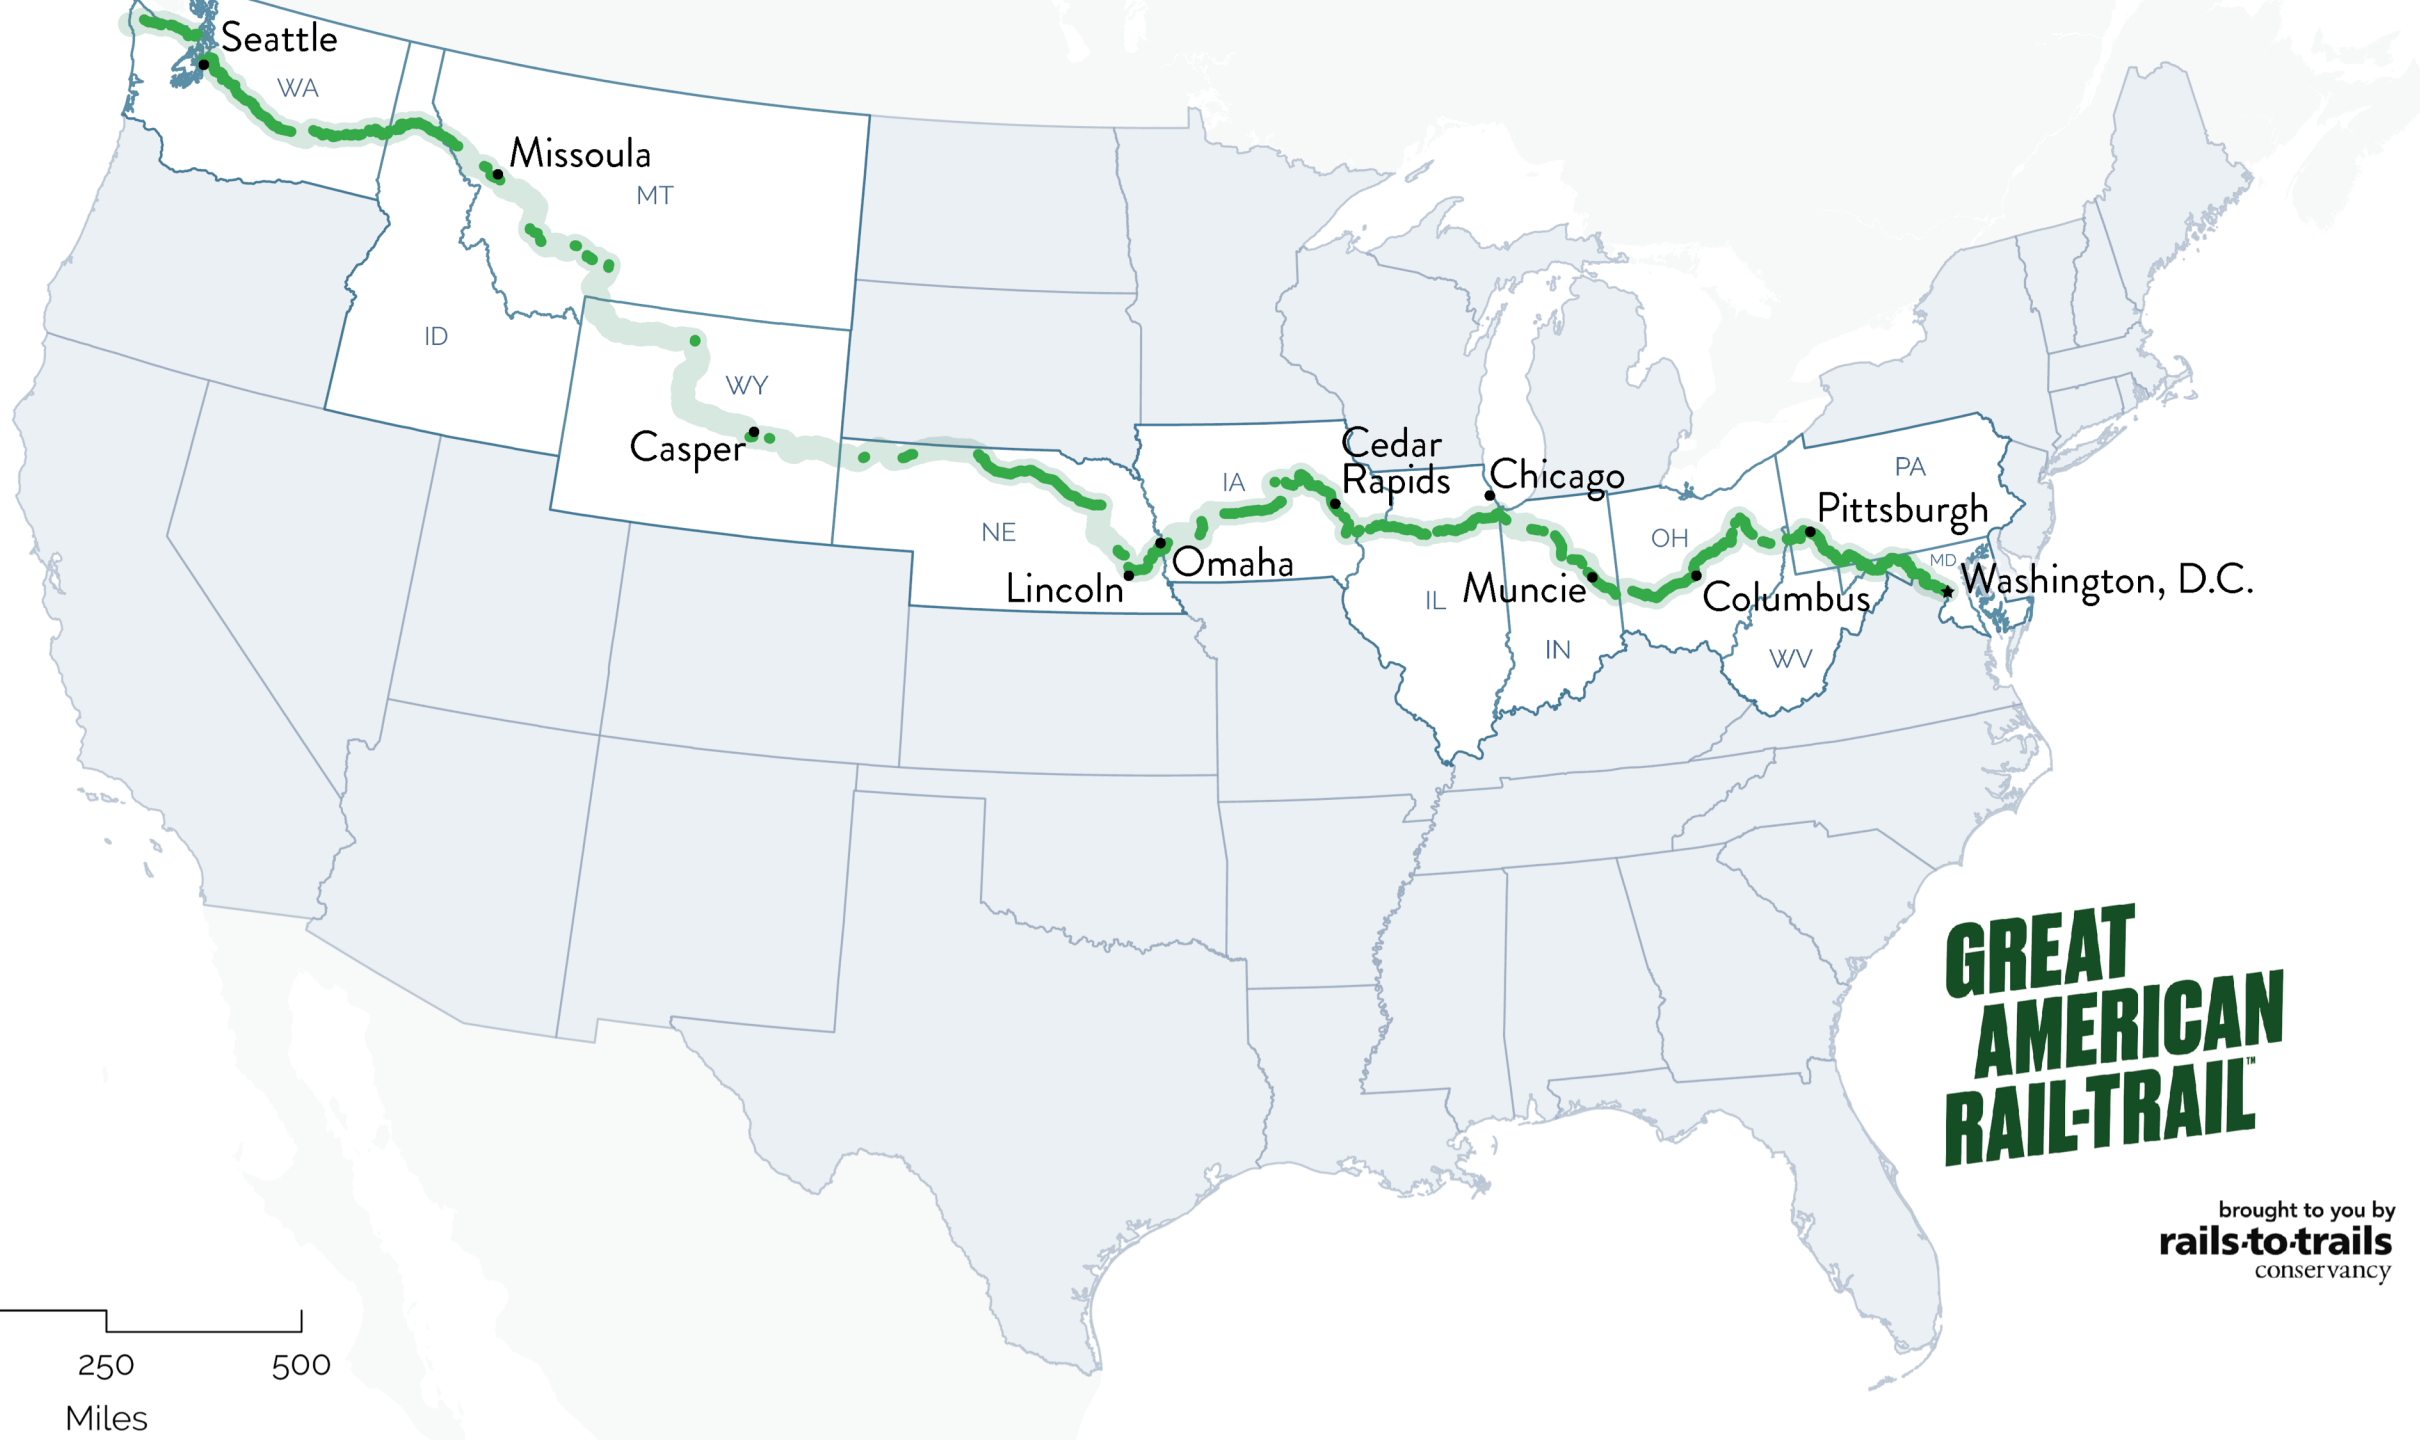 Seattle
WA
Missoula
MT
ID
WY
Casper
Cedar
Rapids
Chicago
IA
PA
Pittsburgh
NE
OH
MD
Omaha
Lincoln
IL
Muncie
Columbus
Washington, D.C.
IN
WV
GREAT
AMERICAN
RAIL-TRAIL™
brought to you by
rails·to·trails
conservancy
250
500
Miles